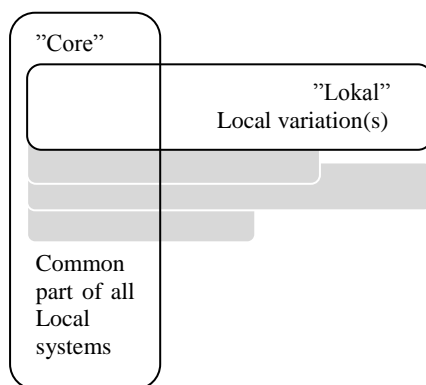 ”Core”
”Lokal”
Local variation(s)
Common
part of all
Local
systems